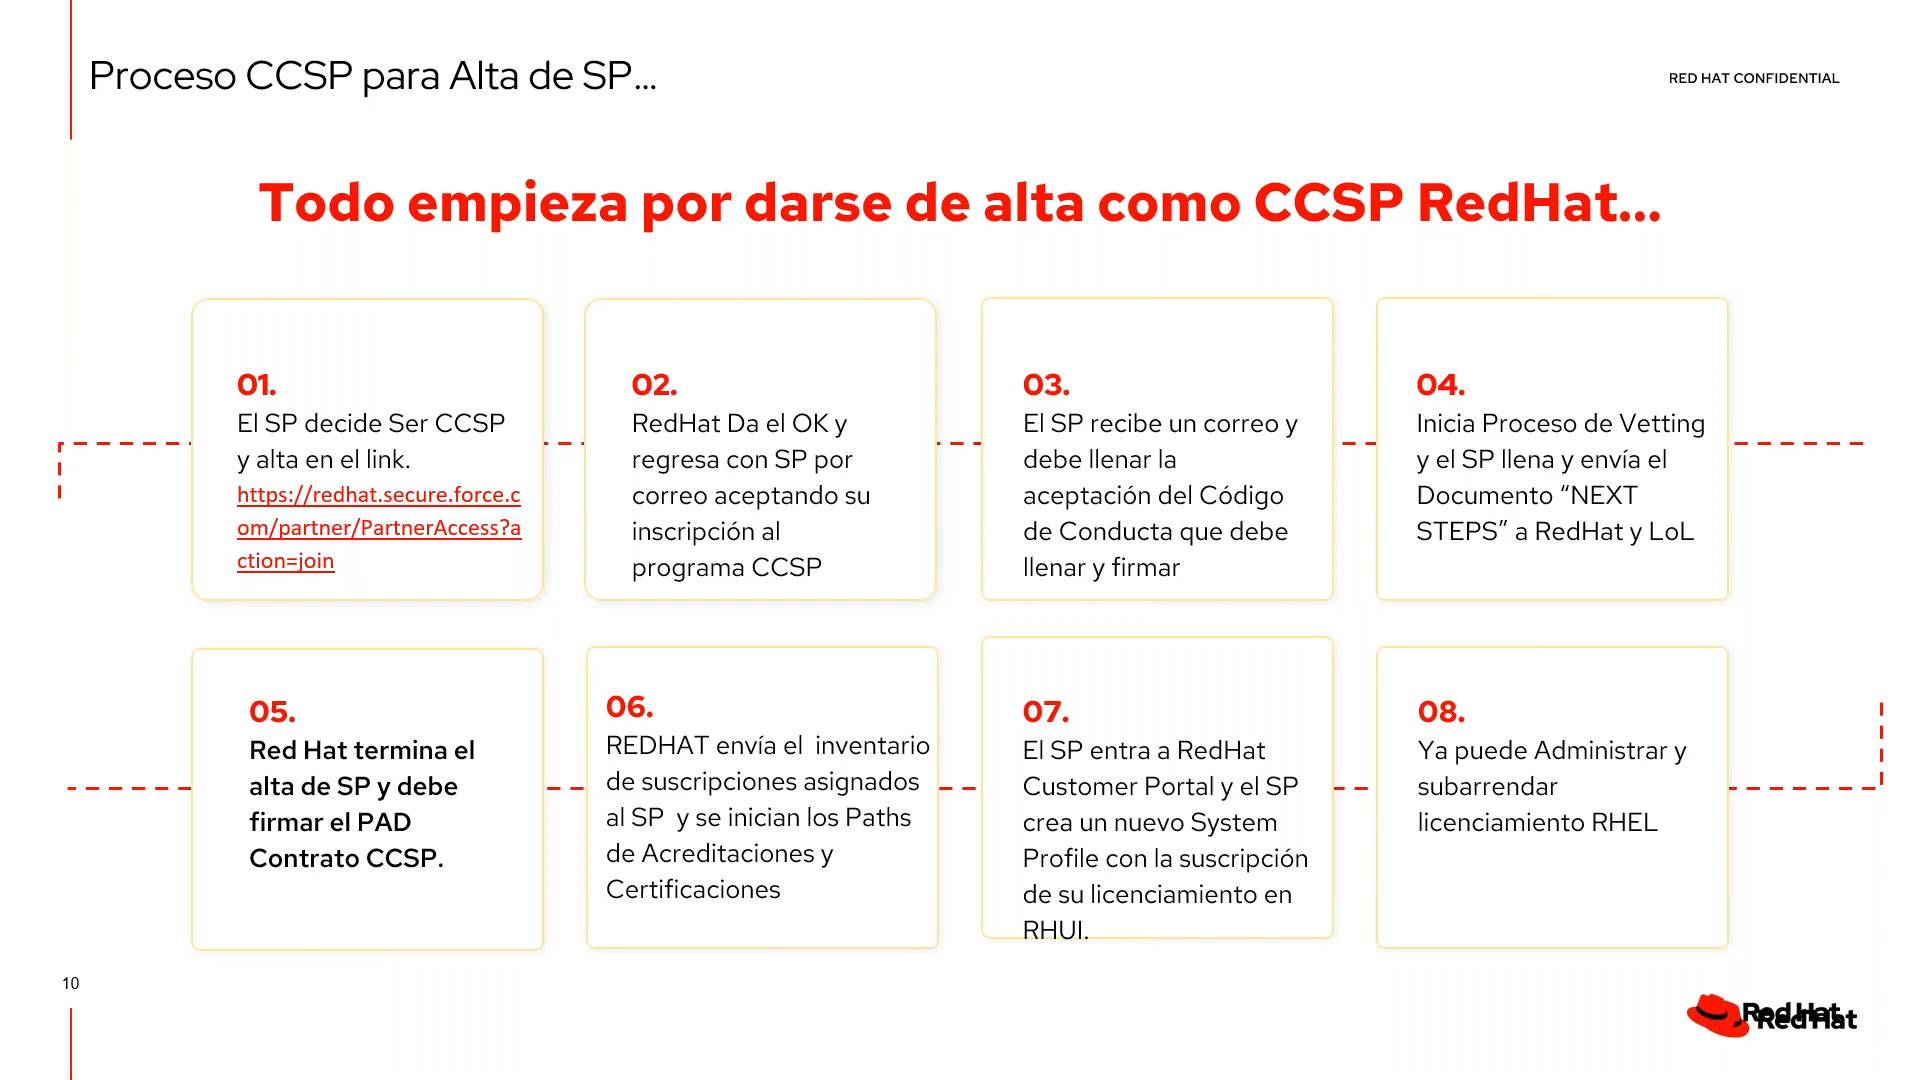 Proceso CCSP para Alta de SP...
RED HAT CONFIDENTIAL
Todo empieza por darse de alta como CCSP RedHat...
01.
El SP decide Ser CCSP
y alta en el link.
https://redhat.secure.force.c
om/partner/PartnerAccess?a
ction=join
02.
RedHat Da el OK y
regresa con SP por
correo aceptando su
inscripción al
programa CCSP
03.
El SP recibe un correo y
debe llenar la
aceptación del Código
de Conducta que debe
llenar y firmar
04.
Inicia Proceso de Vetting
y el SP llena y envía el
Documento “NEXT
STEPS” a RedHat y LoL
05.
Red Hat termina el
alta de SP y debe
firmar el PAD
Contrato CCSP.
06.
REDHAT envía el  inventario
de suscripciones asignados
al SP  y se inician los Paths
de Acreditaciones y
Certificaciones
07.
El SP entra a RedHat
Customer Portal y el SP
crea un nuevo System
Profile con la suscripción
de su licenciamiento en
RHUI.
08.
Ya puede Administrar y
subarrendar
licenciamiento RHEL
10
Red Hat
Red Hat